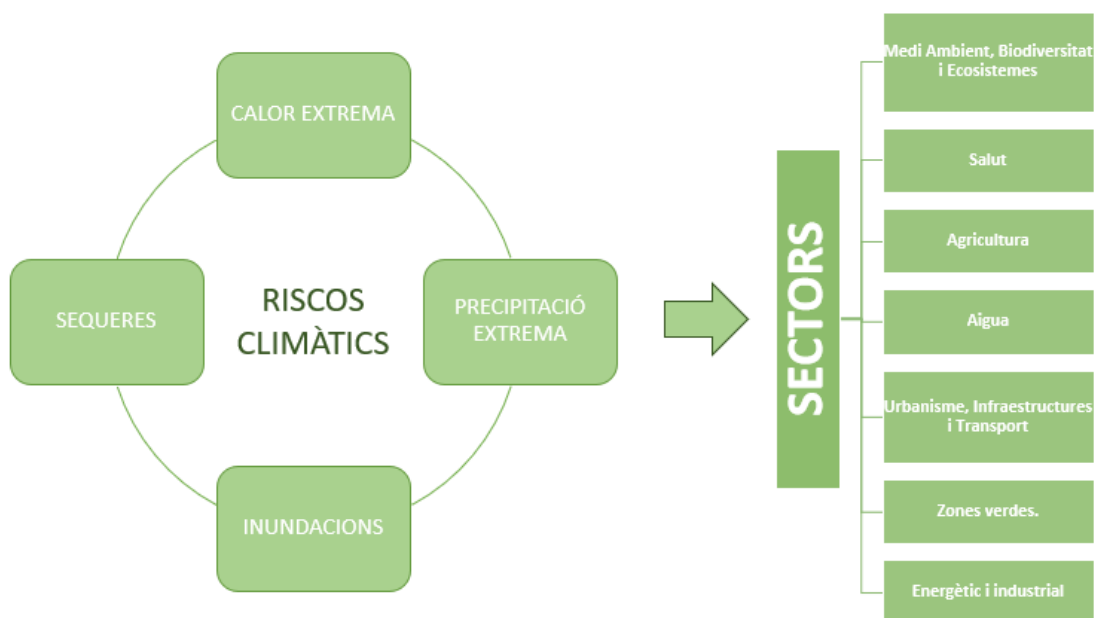 CALOR EXTREMA
SEQUERES
RISCOS
CLIMÀTICS
PRECIPITACIÓ
EXTREMA
INUNDACIONS
SECTORS
Medi Ambient, Biodiversitat
i Ecosistemes
Salut
Agricultura
Aigua
Urbanisme, Infraestructures
i Transport
Zones verdes.
Energètic i industrial